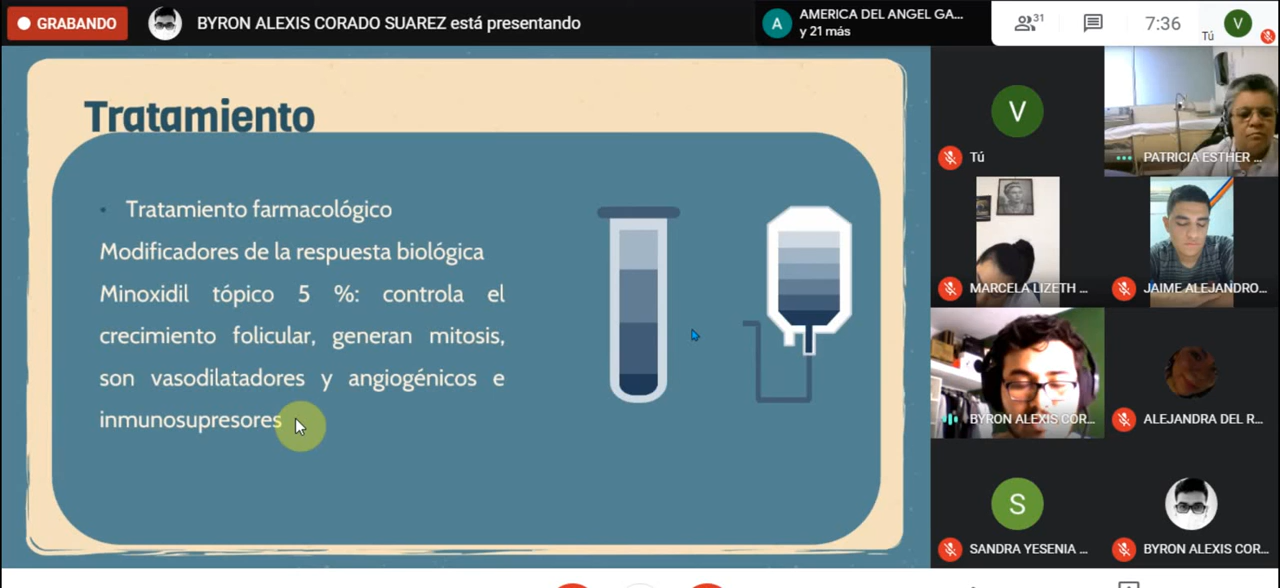 GRABANDO
BYRON ALEXIS CORADO SUAREZ está presentando
A
AMERICA DEL ANGEL GA...
y 21 más
31
7:36
Tú
V
Tratamiento
• Tratamiento farmacológico
Modificadores de la respuesta biológica
Minoxidil tópico 5 %: controla el
crecimiento folicular, generan mitosis,
son vasodilatadores y angiogénicos e
inmunosupresores
V
Tú
PATRICIA ESTHER ...
MARCELA LIZETH ...
JAIME ALEJANDRO...
BYRON ALEXIS COR...
ALEJANDRA DEL R...
S
SANDRA YESENIA ...
BYRON ALEXIS COR...